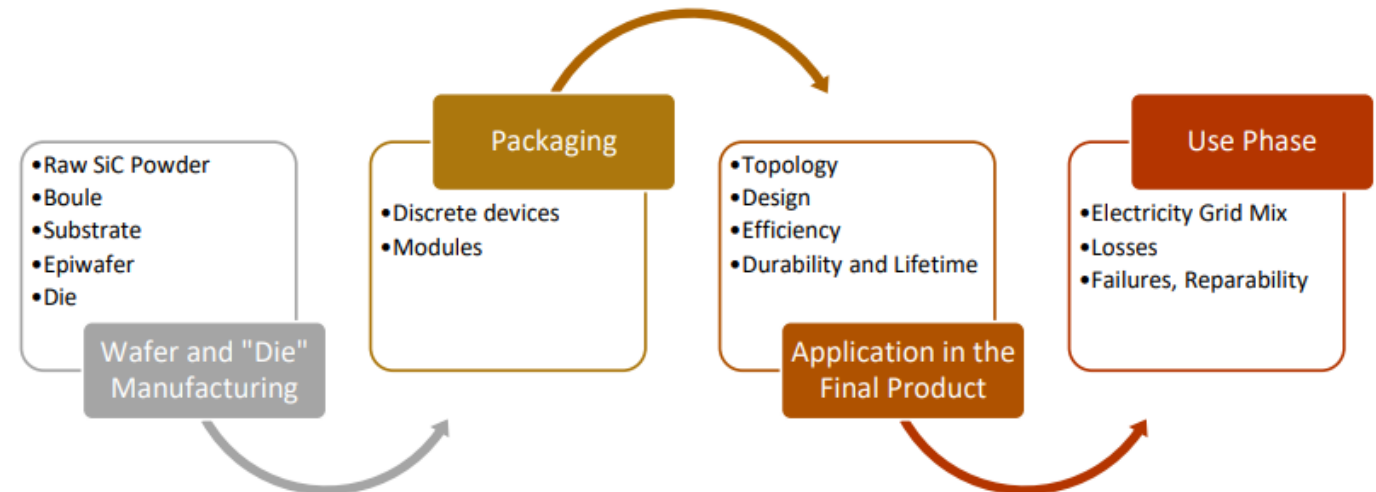 •Raw SiC Powder
•Boule
•Substrate
•Epiwafer
•Die
Wafer and "Die"
Manufacturing
Packaging
•Discrete devices
•Modules
•Topology
•Design
•Efficiency
•Durability and Lifetime
Application in the
Final Product
Use Phase
•Electricity Grid Mix
•Losses
•Failures, Reparability